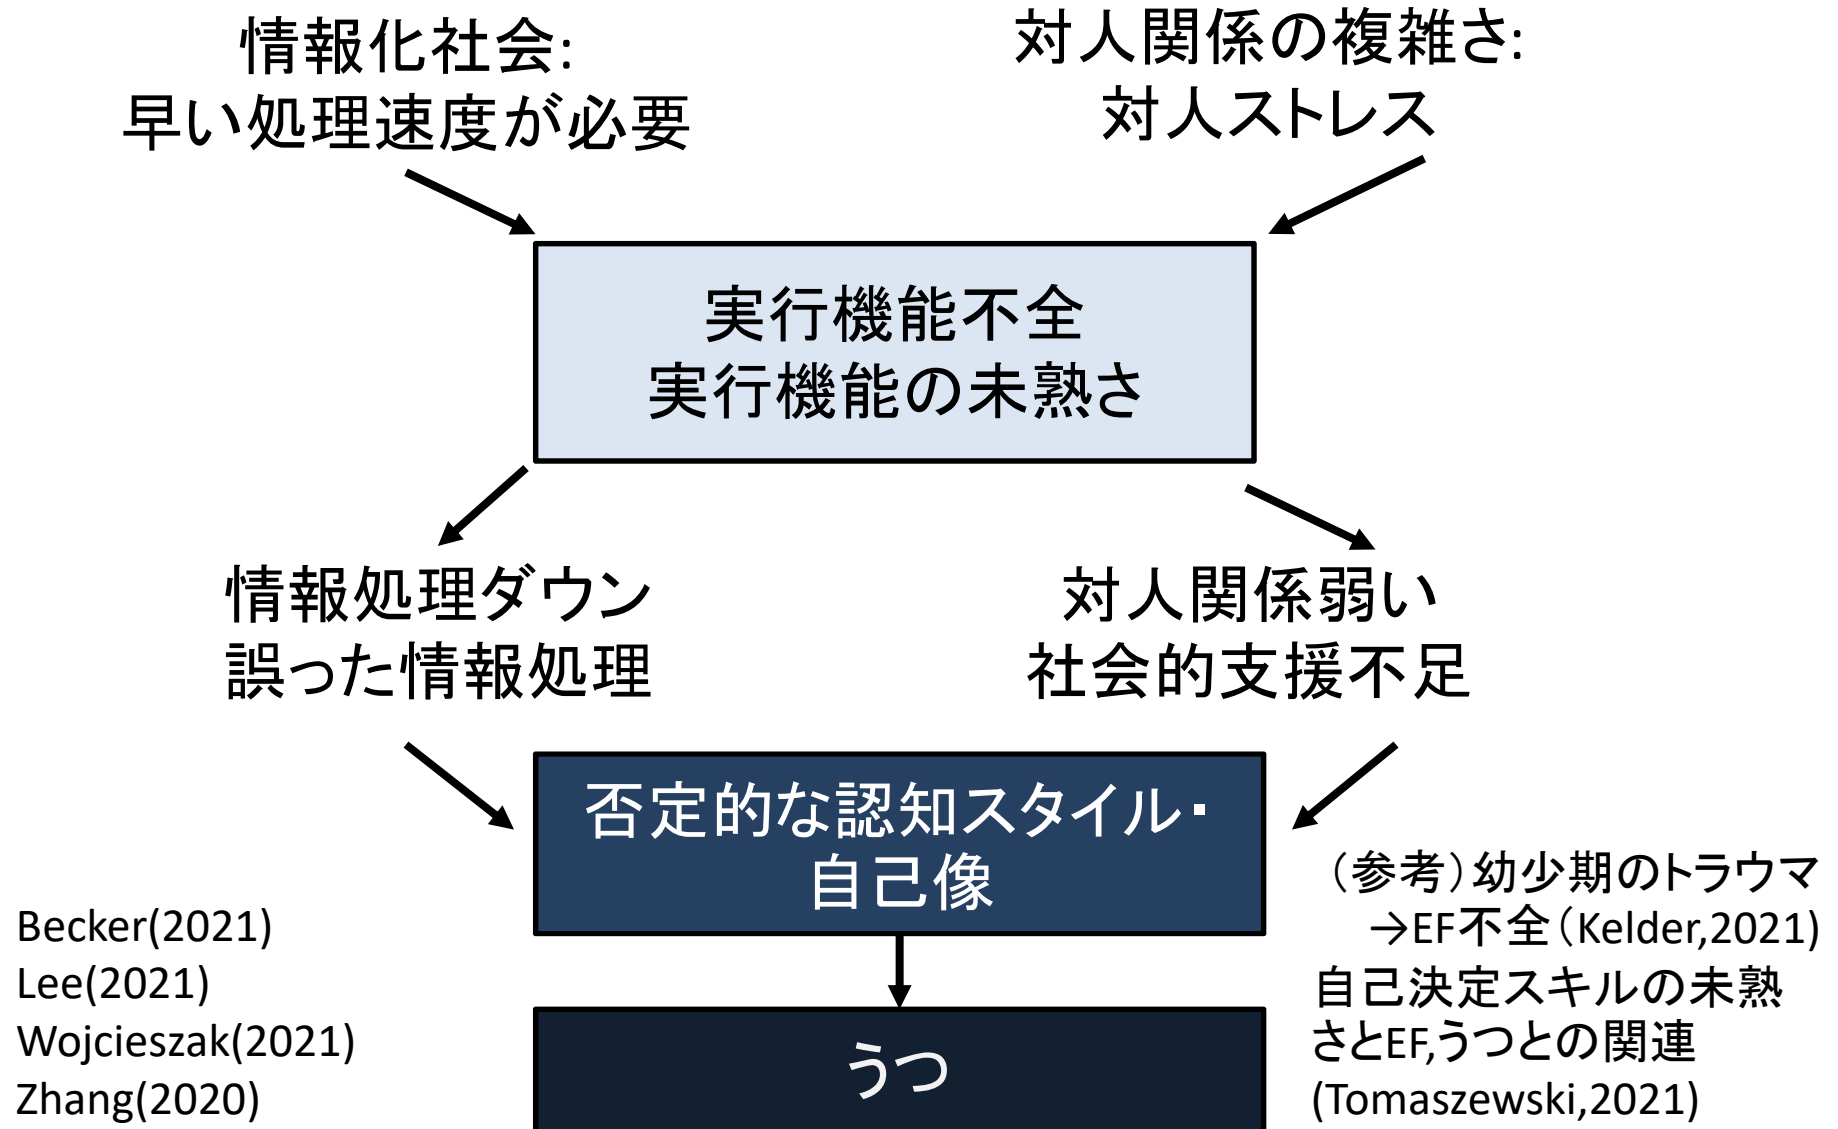 情報化社会:
早い処理速度が必要
対人関係の複雑さ:
対人ストレス
実行機能不全
実行機能の未熟さ
情報処理ダウン
誤った情報処理
対人関係弱い
社会的支援不足
否定的な認知スタイル・
自己像
うつ
Becker(2021)
Lee(2021)
Wojcieszak(2021)
Zhang(2020)
（参考）幼少期のトラウマ
→EF不全（Kelder,2021)
自己決定スキルの未熟
さとEF,うつとの関連
(Tomaszewski,2021)